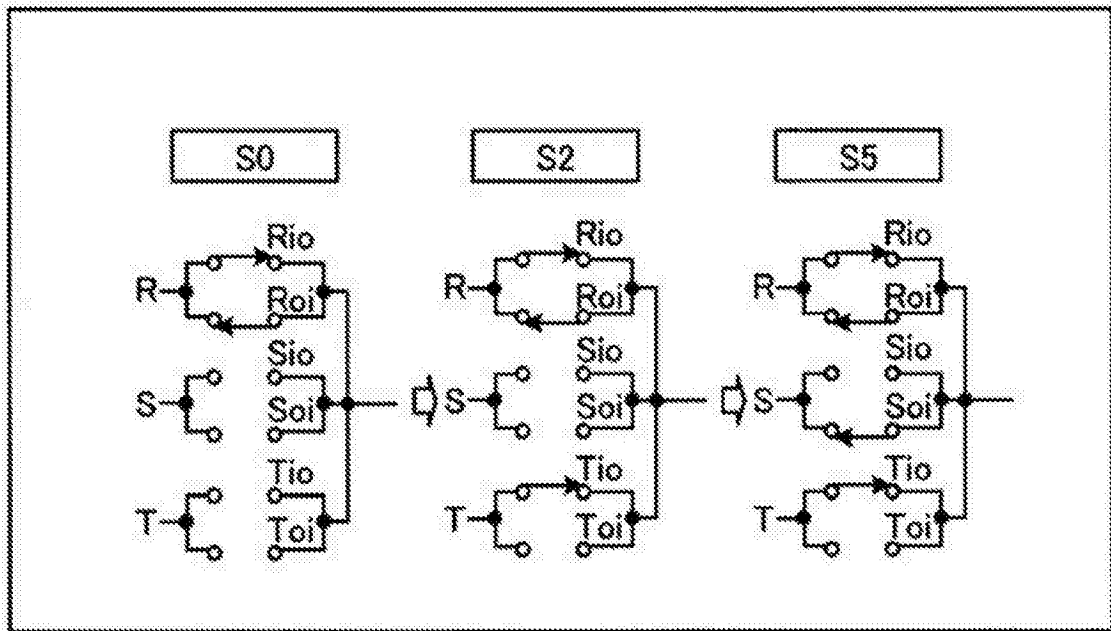 S0 S2 S5
Rio Rio Rio
R R R
Roi Roi Roi
Sio Sio Sio
S S S
Soi Soi Soi
Tio Tio Tio
T T T
Toi Toi Toi